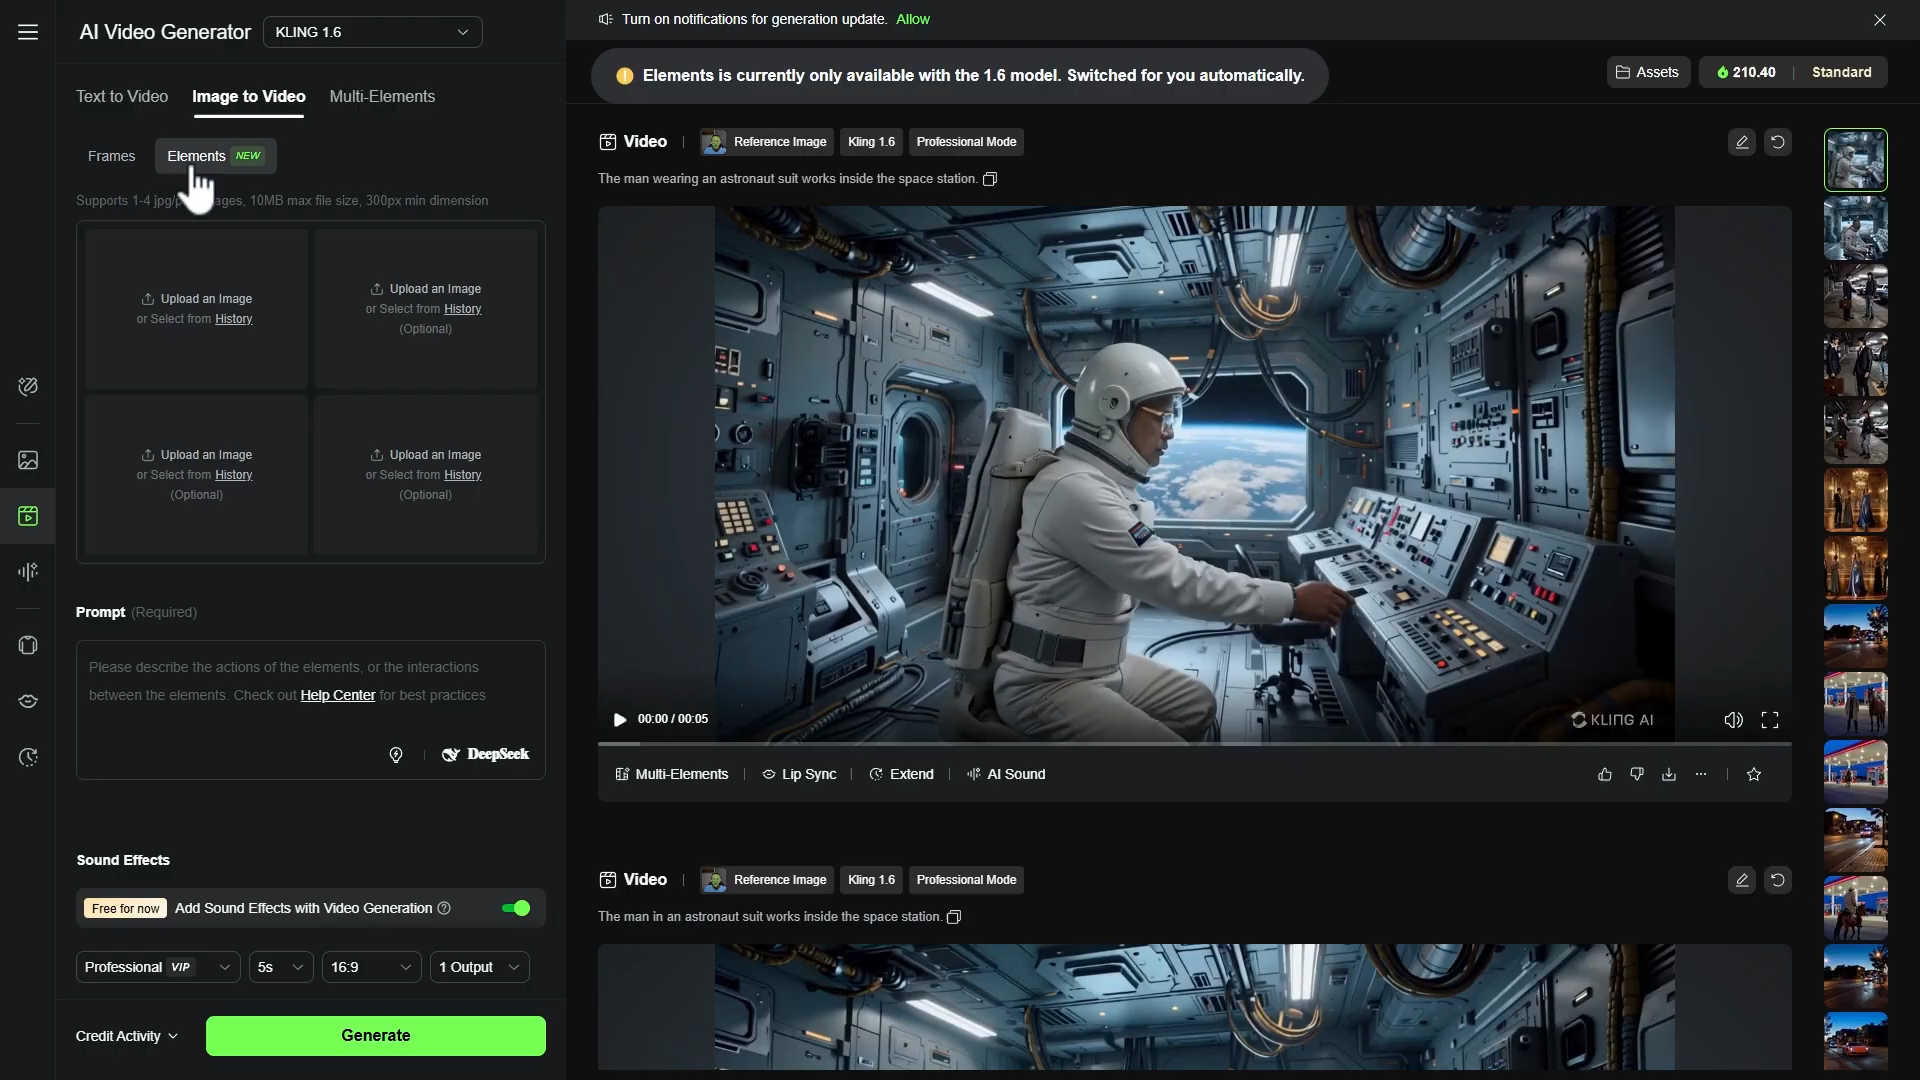 AI Video Generator
KLING 1.6
Turn on notifications for generation update. Allow
Elements is currently only available with the 1.6 model. Switched for you automatically.
Assets
210.40
Standard
Text to Video
Image to Video
Multi-Elements
Frames
Elements NEW
Supports 1-4 jpg/ ages, 10MB max file size, 300px min dimension
Upload an Image
or Select from History
Upload an Image
or Select from History
(Optional)
Upload an Image
or Select from History
(Optional)
Upload an Image
or Select from History
(Optional)
Prompt (Required)
Please describe the actions of the elements, or the interactions
between the elements. Check out Help Center for best practices
DeepSeek
Sound Effects
Free for now Add Sound Effects with Video Generation
Professional VIP
5s
16:9
1 Output
Credit Activity
Generate
Video
Reference Image
Kling 1.6
Professional Mode
The man wearing an astronaut suit works inside the space station.
00:00 / 00:05
KLING AI
Multi-Elements
Lip Sync
Extend
AI Sound
Video
Reference Image
Kling 1.6
Professional Mode
The man in an astronaut suit works inside the space station.